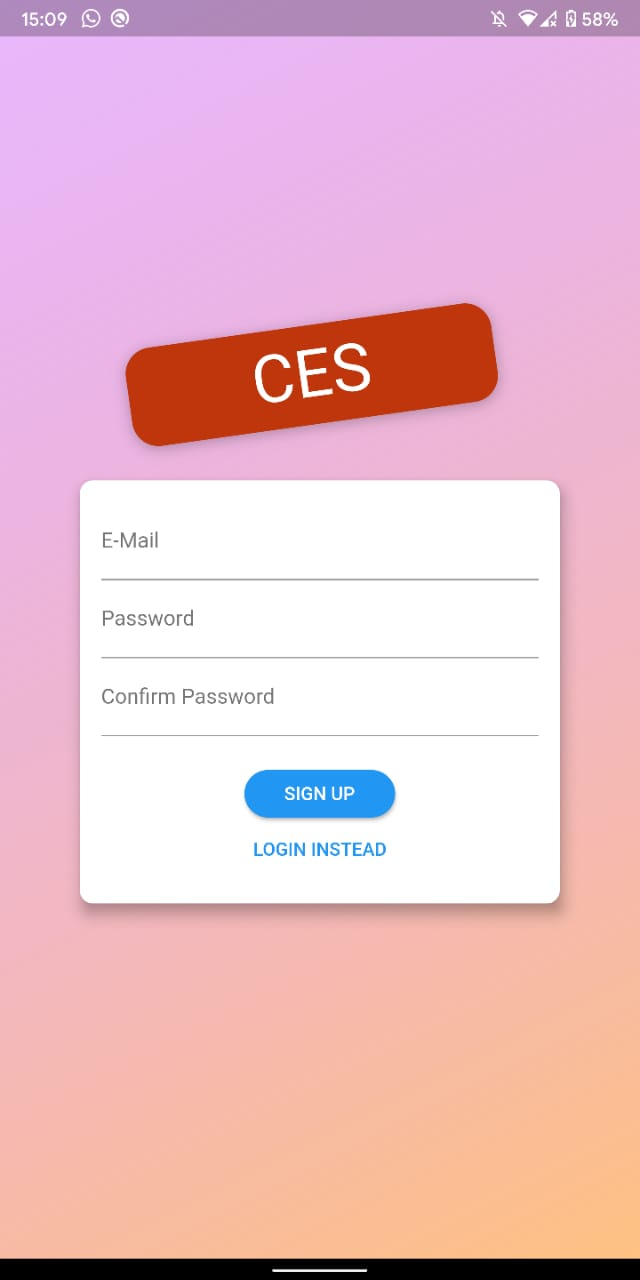 15:09 58%
CES
E-Mail
Password
Confirm Password
SIGN UP
LOGIN INSTEAD